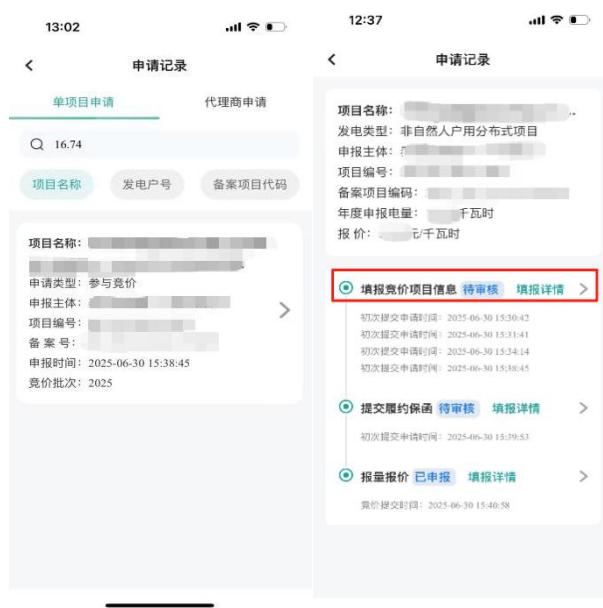 13:02
申请记录
单项目申请
代理商申请
16.74
项目名称
发电户号
备案项目代码
项目名称：
申请类型：参与竞价
申报主体：
项目编号：
备 案 号：
申报时间：2025-06-30 15:38:45
竞价批次：2025
12:37
申请记录
项目名称：
发电类型：非自然人户用分布式项目
申报主体：
项目编号：
备案项目编码：
年度申报电量： 千瓦时
报 价： 元/千瓦时
填报竞价项目信息 待审核 填报详情
初次提交申请时间：2025-06-30 15:30:42
初次提交申请时间：2025-06-30 15:31:41
初次提交申请时间：2025-06-30 15:34:14
初次提交申请时间：2025-06-30 15:38:45
提交履约保函 待审核 填报详情
初次提交申请时间：2025-06-30 15:39:53
报量报价 已申报 填报详情
竞价提交时间：2025-06-30 15:40:58